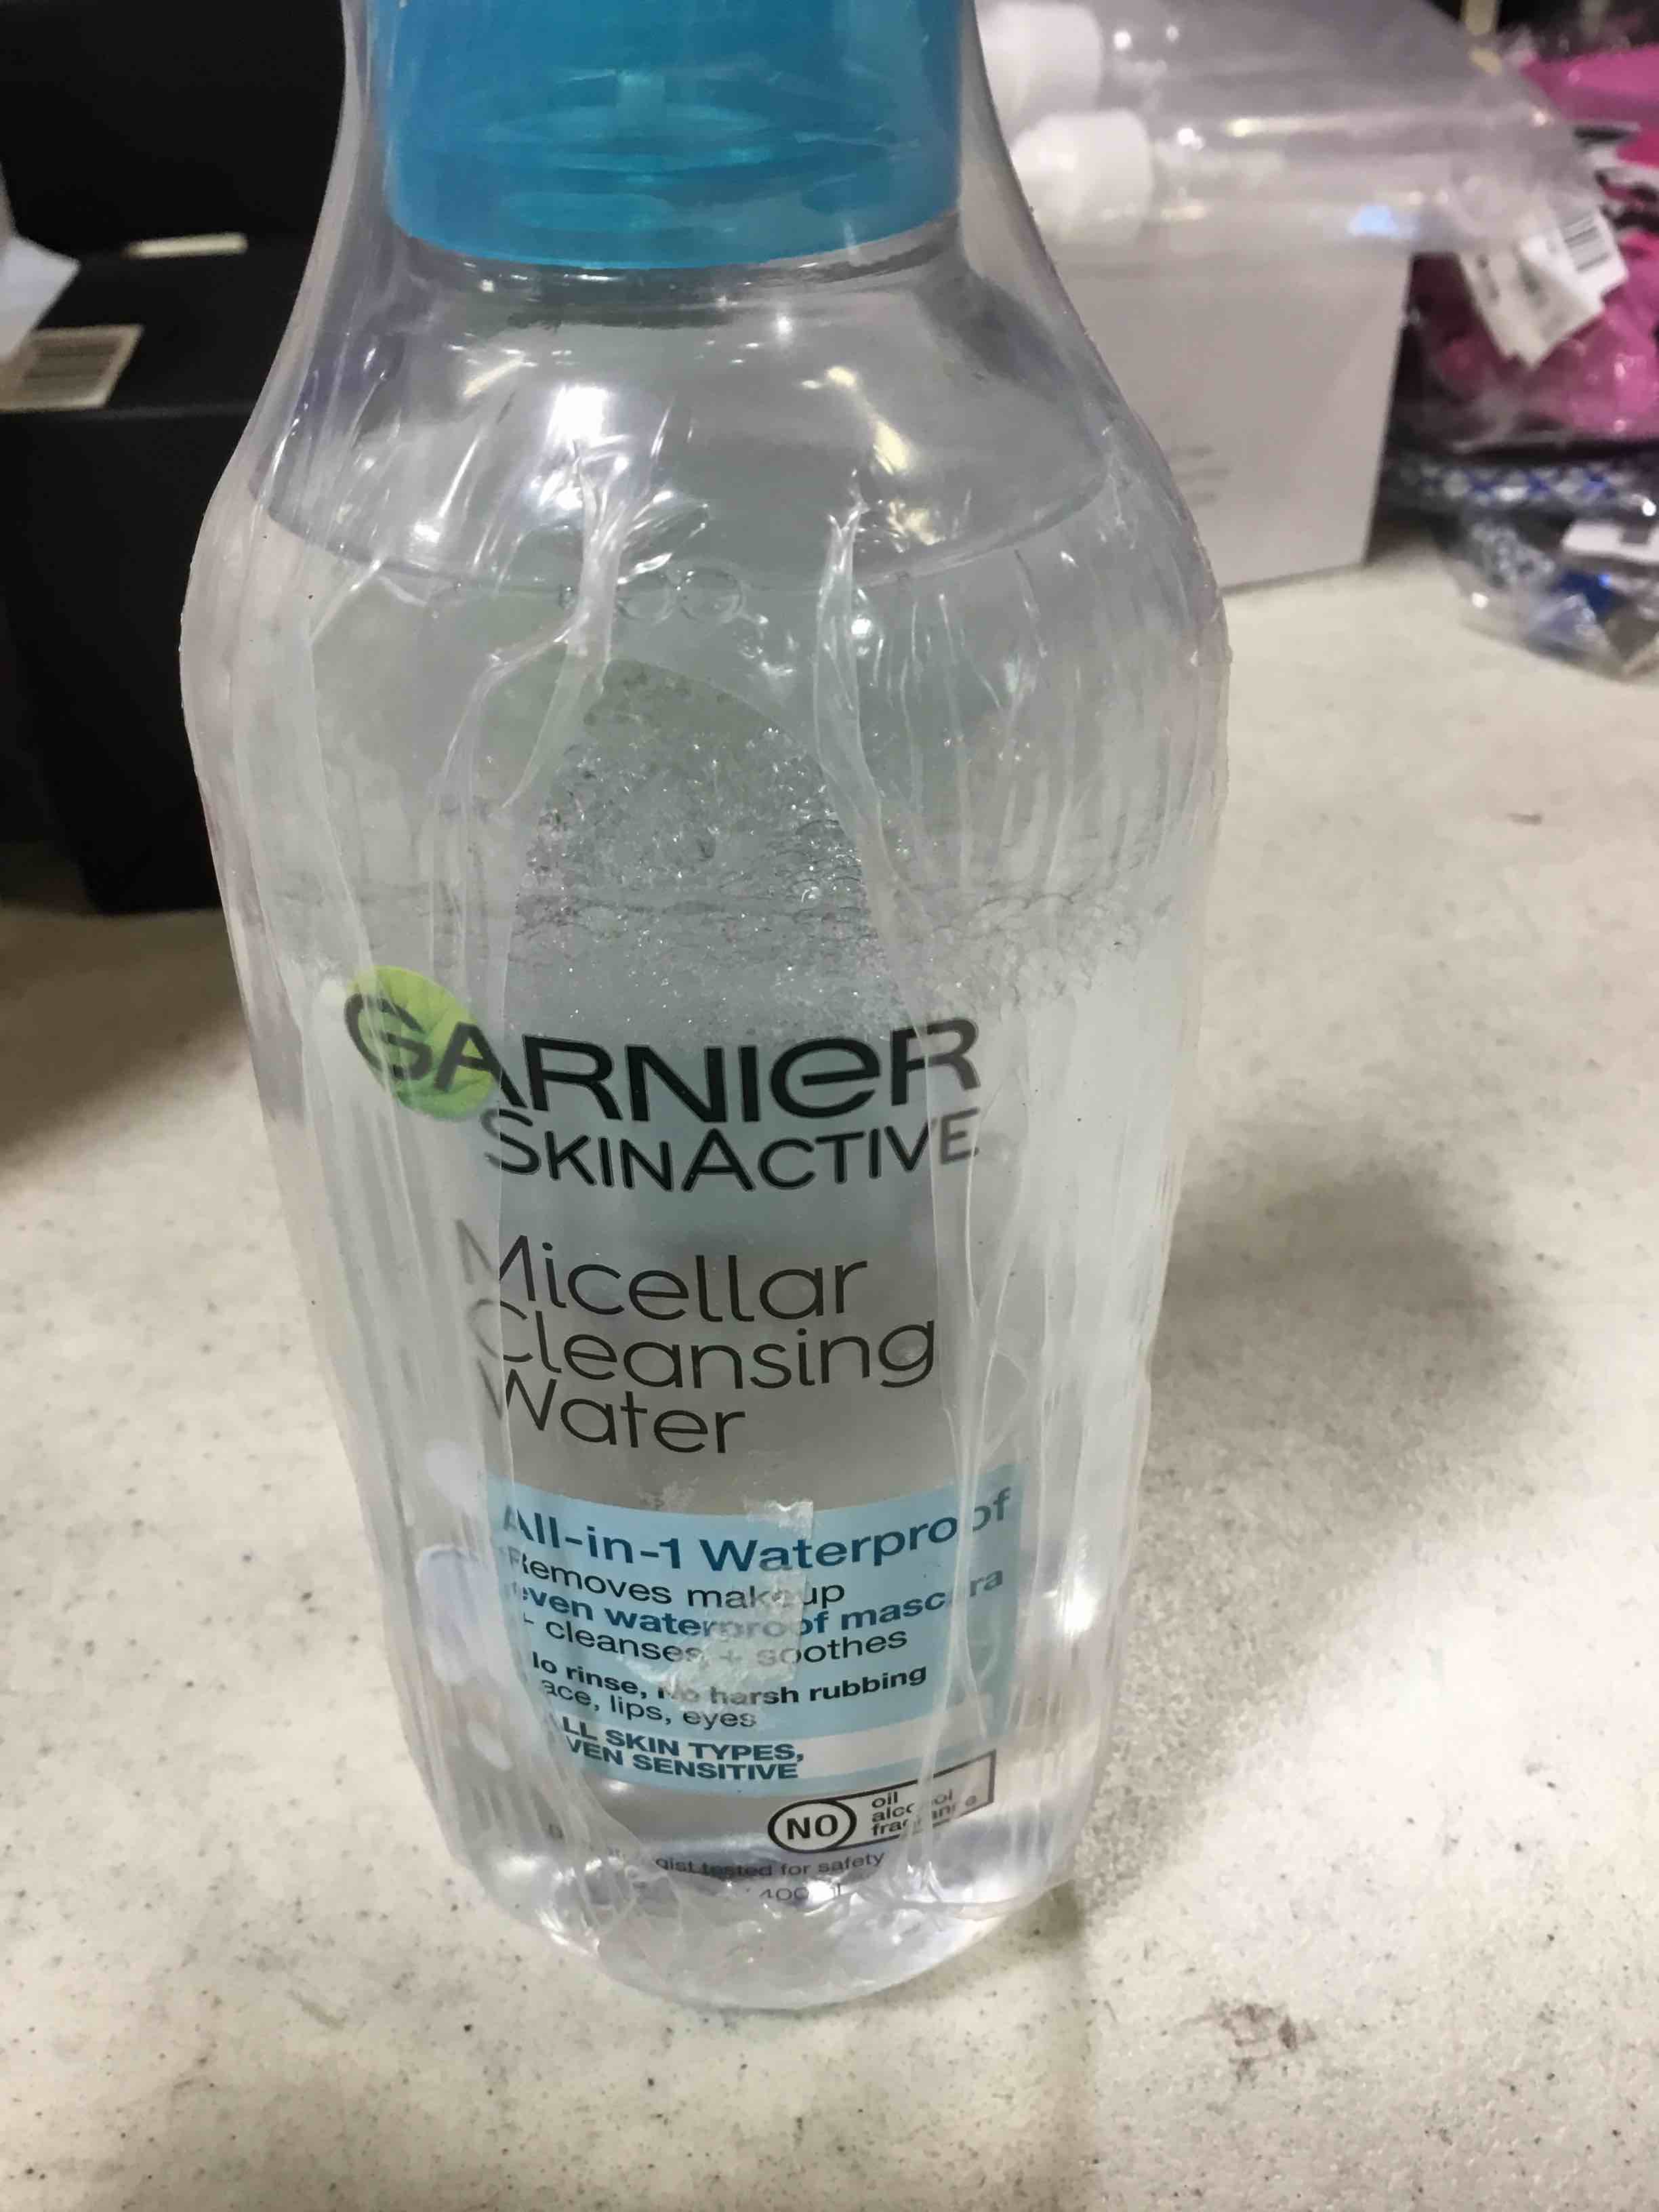 GARNIER
SKINACTIVE
Micellar
Cleansing
Water
All-in-1 Waterproof
Removes makeup
even waterproof mascara
+ cleanses + soothes
No rinse, No harsh rubbing
face, lips, eyes
ALL SKIN TYPES,
EVEN SENSITIVE
NO
oil
alcohol
fragrance
tested for safety